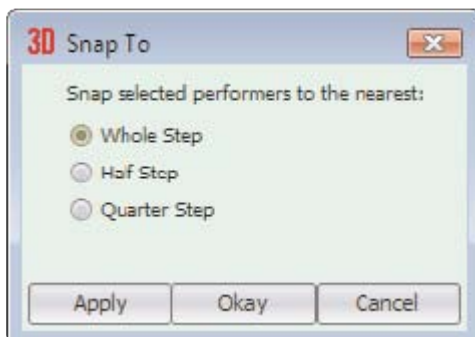 3D Snap To
Snap selected performers to the nearest:
Whole Step
Half Step
Quarter Step
Apply Okay Cancel